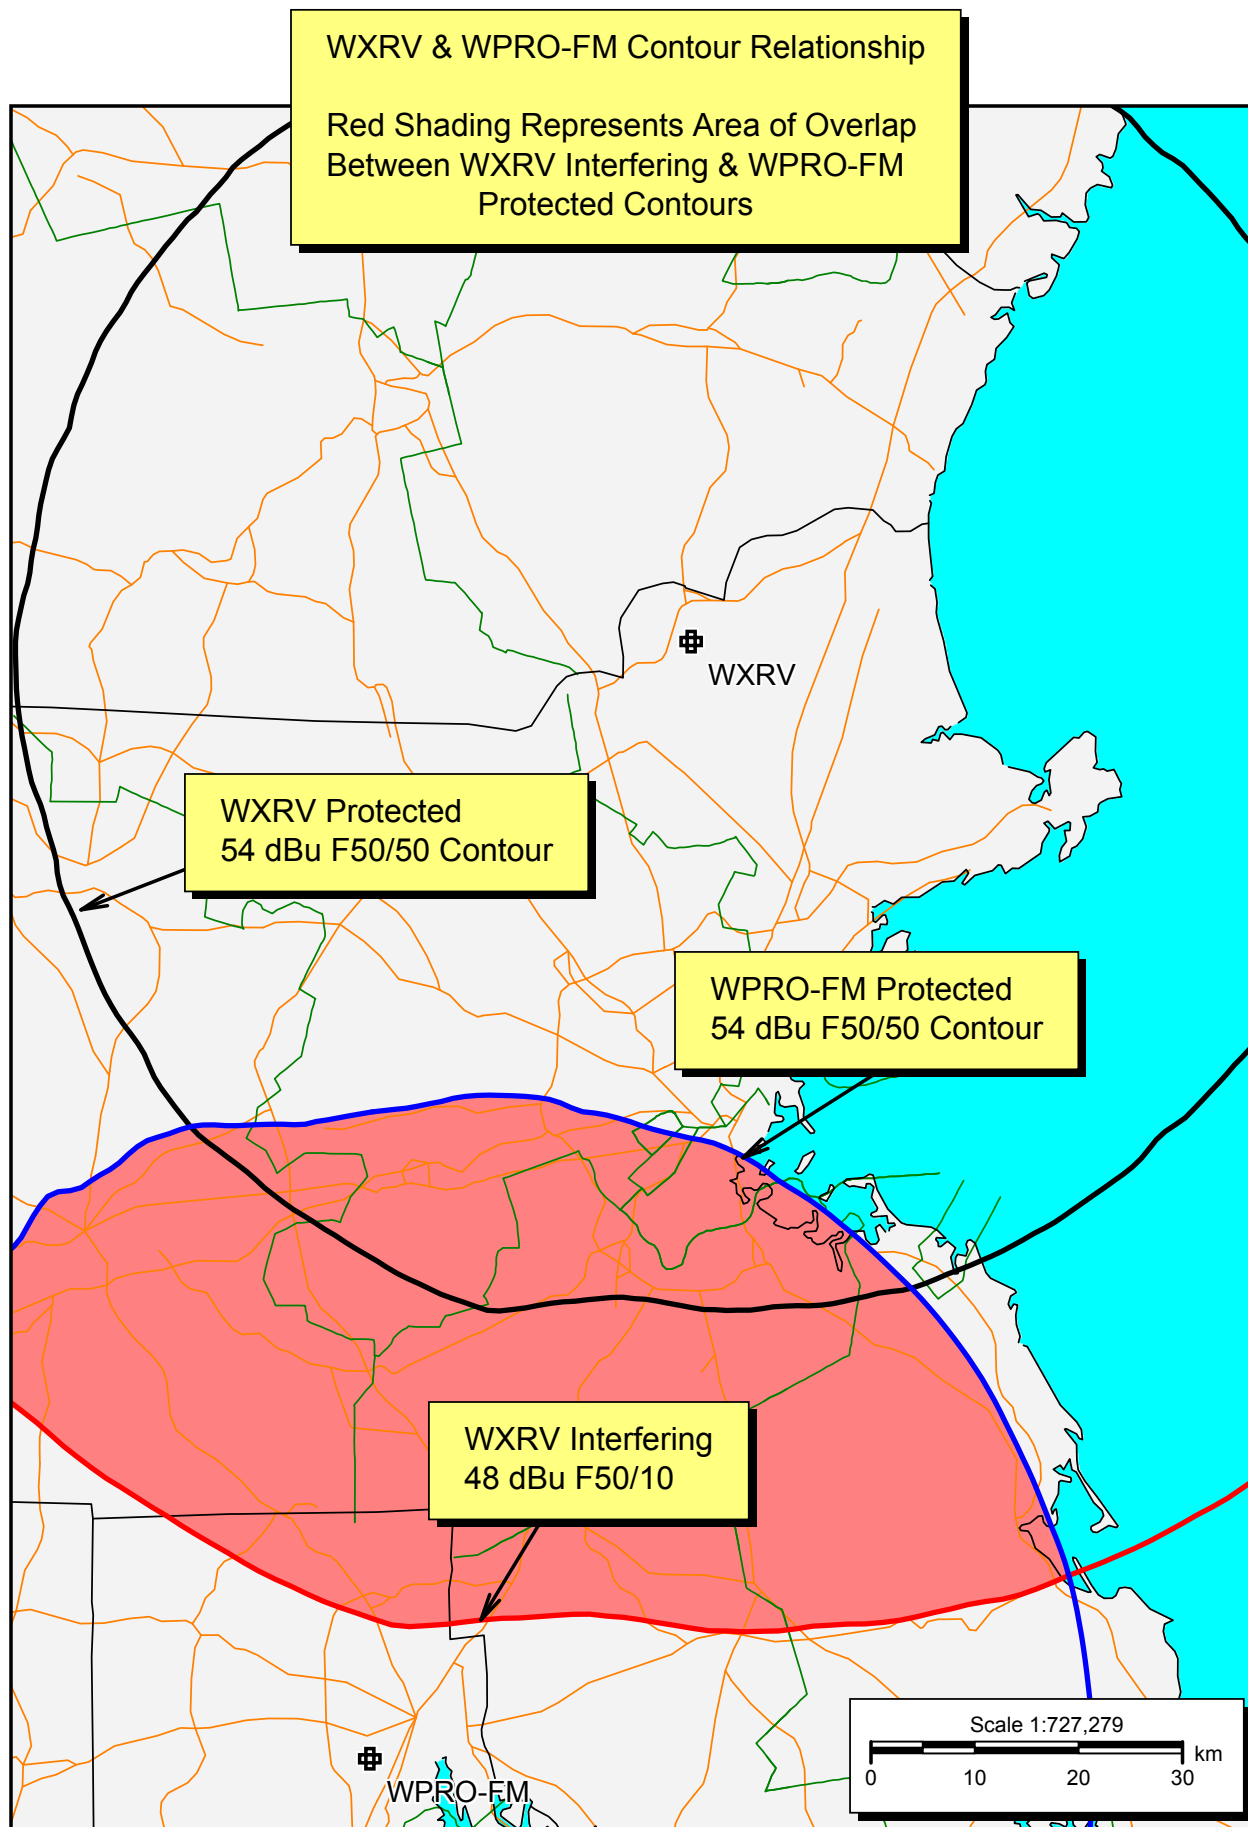 WXRV & WPRO-FM Contour Relationship
Red Shading Represents Area of Overlap
Between WXRV Interfering & WPRO-FM
Protected Contours
WXRV
WXRV Protected
54 dBu F50/50 Contour
WPRO-FM Protected
54 dBu F50/50 Contour
WXRV Interfering
48 dBu F50/10
WPRO-FM
Scale 1:727,279
km
0 10 20 30